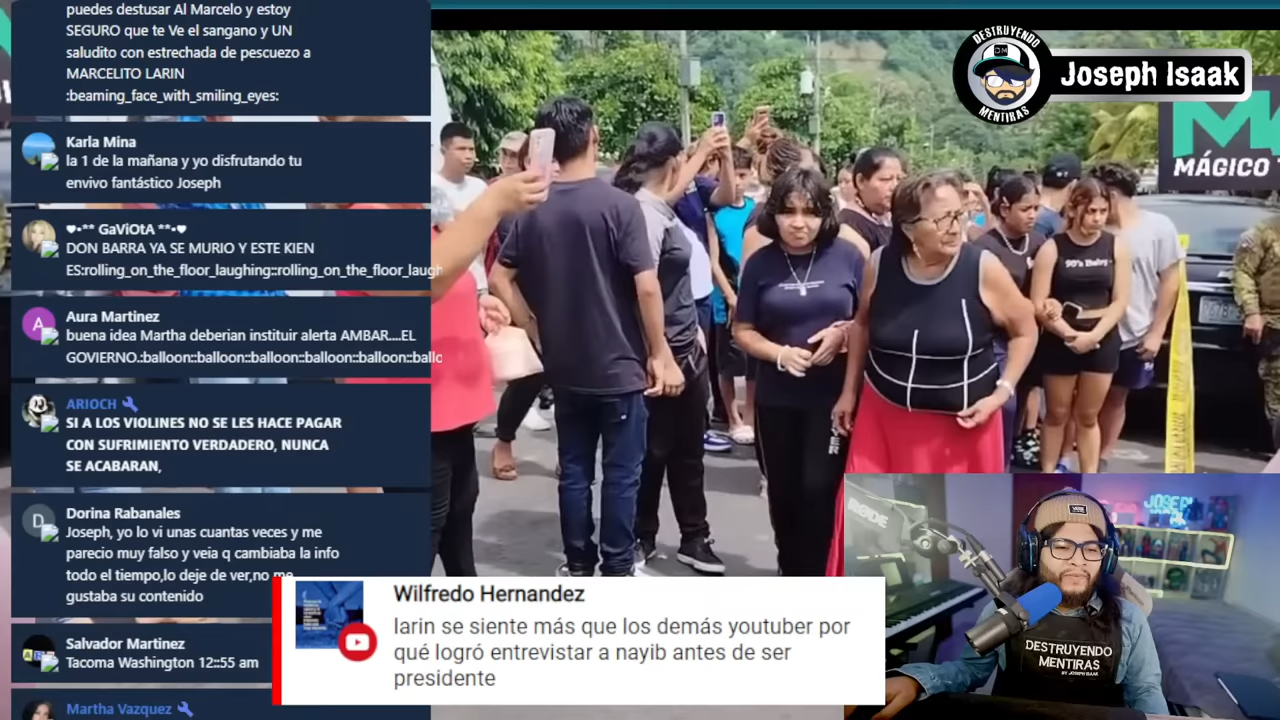 puedes destusar Al Marcelo y estoy
SEGURO que te Ve el sangano y UN
saludito con estrechada de pescuezo a
MARCELITO LARIN
:beaming_face_with_smiling_eyes:
Karla Mina
la 1 de la mañana y yo disfrutando tu
envivo fantástico Joseph
♥•** GaViOtA **•♥
DON BARRA YA SE MURIO Y ESTE KIEN
ES:rolling_on_the_floor_laughing::rolling_on_the_floor_laugh
Aura Martinez
buena idea Martha deberian instituir alerta AMBAR....EL
GOVIERNO.:balloon::balloon::balloon::balloon::balloon::ballo
ARIOCH
SI A LOS VIOLINES NO SE LES HACE PAGAR
CON SUFRIMIENTO VERDADERO, NUNCA
SE ACABARAN,
Dorina Rabanales
Joseph, yo lo vi unas cuantas veces y me
parecio muy falso y veia q cambiaba la info
todo el tiempo,lo deje de ver,no me
gustaba su contenido
Salvador Martinez
Tacoma Washington 12::55 am
Martha Vazquez
Wilfredo Hernandez
larin se siente más que los demás youtuber por
qué logró entrevistar a nayib antes de ser
presidente
DESTRUYENDO
DM
MENTIRAS
Joseph Isaak
MÁGICO
90's Baby
RØDE
JOSEPH
DESTRUYENDO
MENTIRAS
BY JOSEPH ISAAK